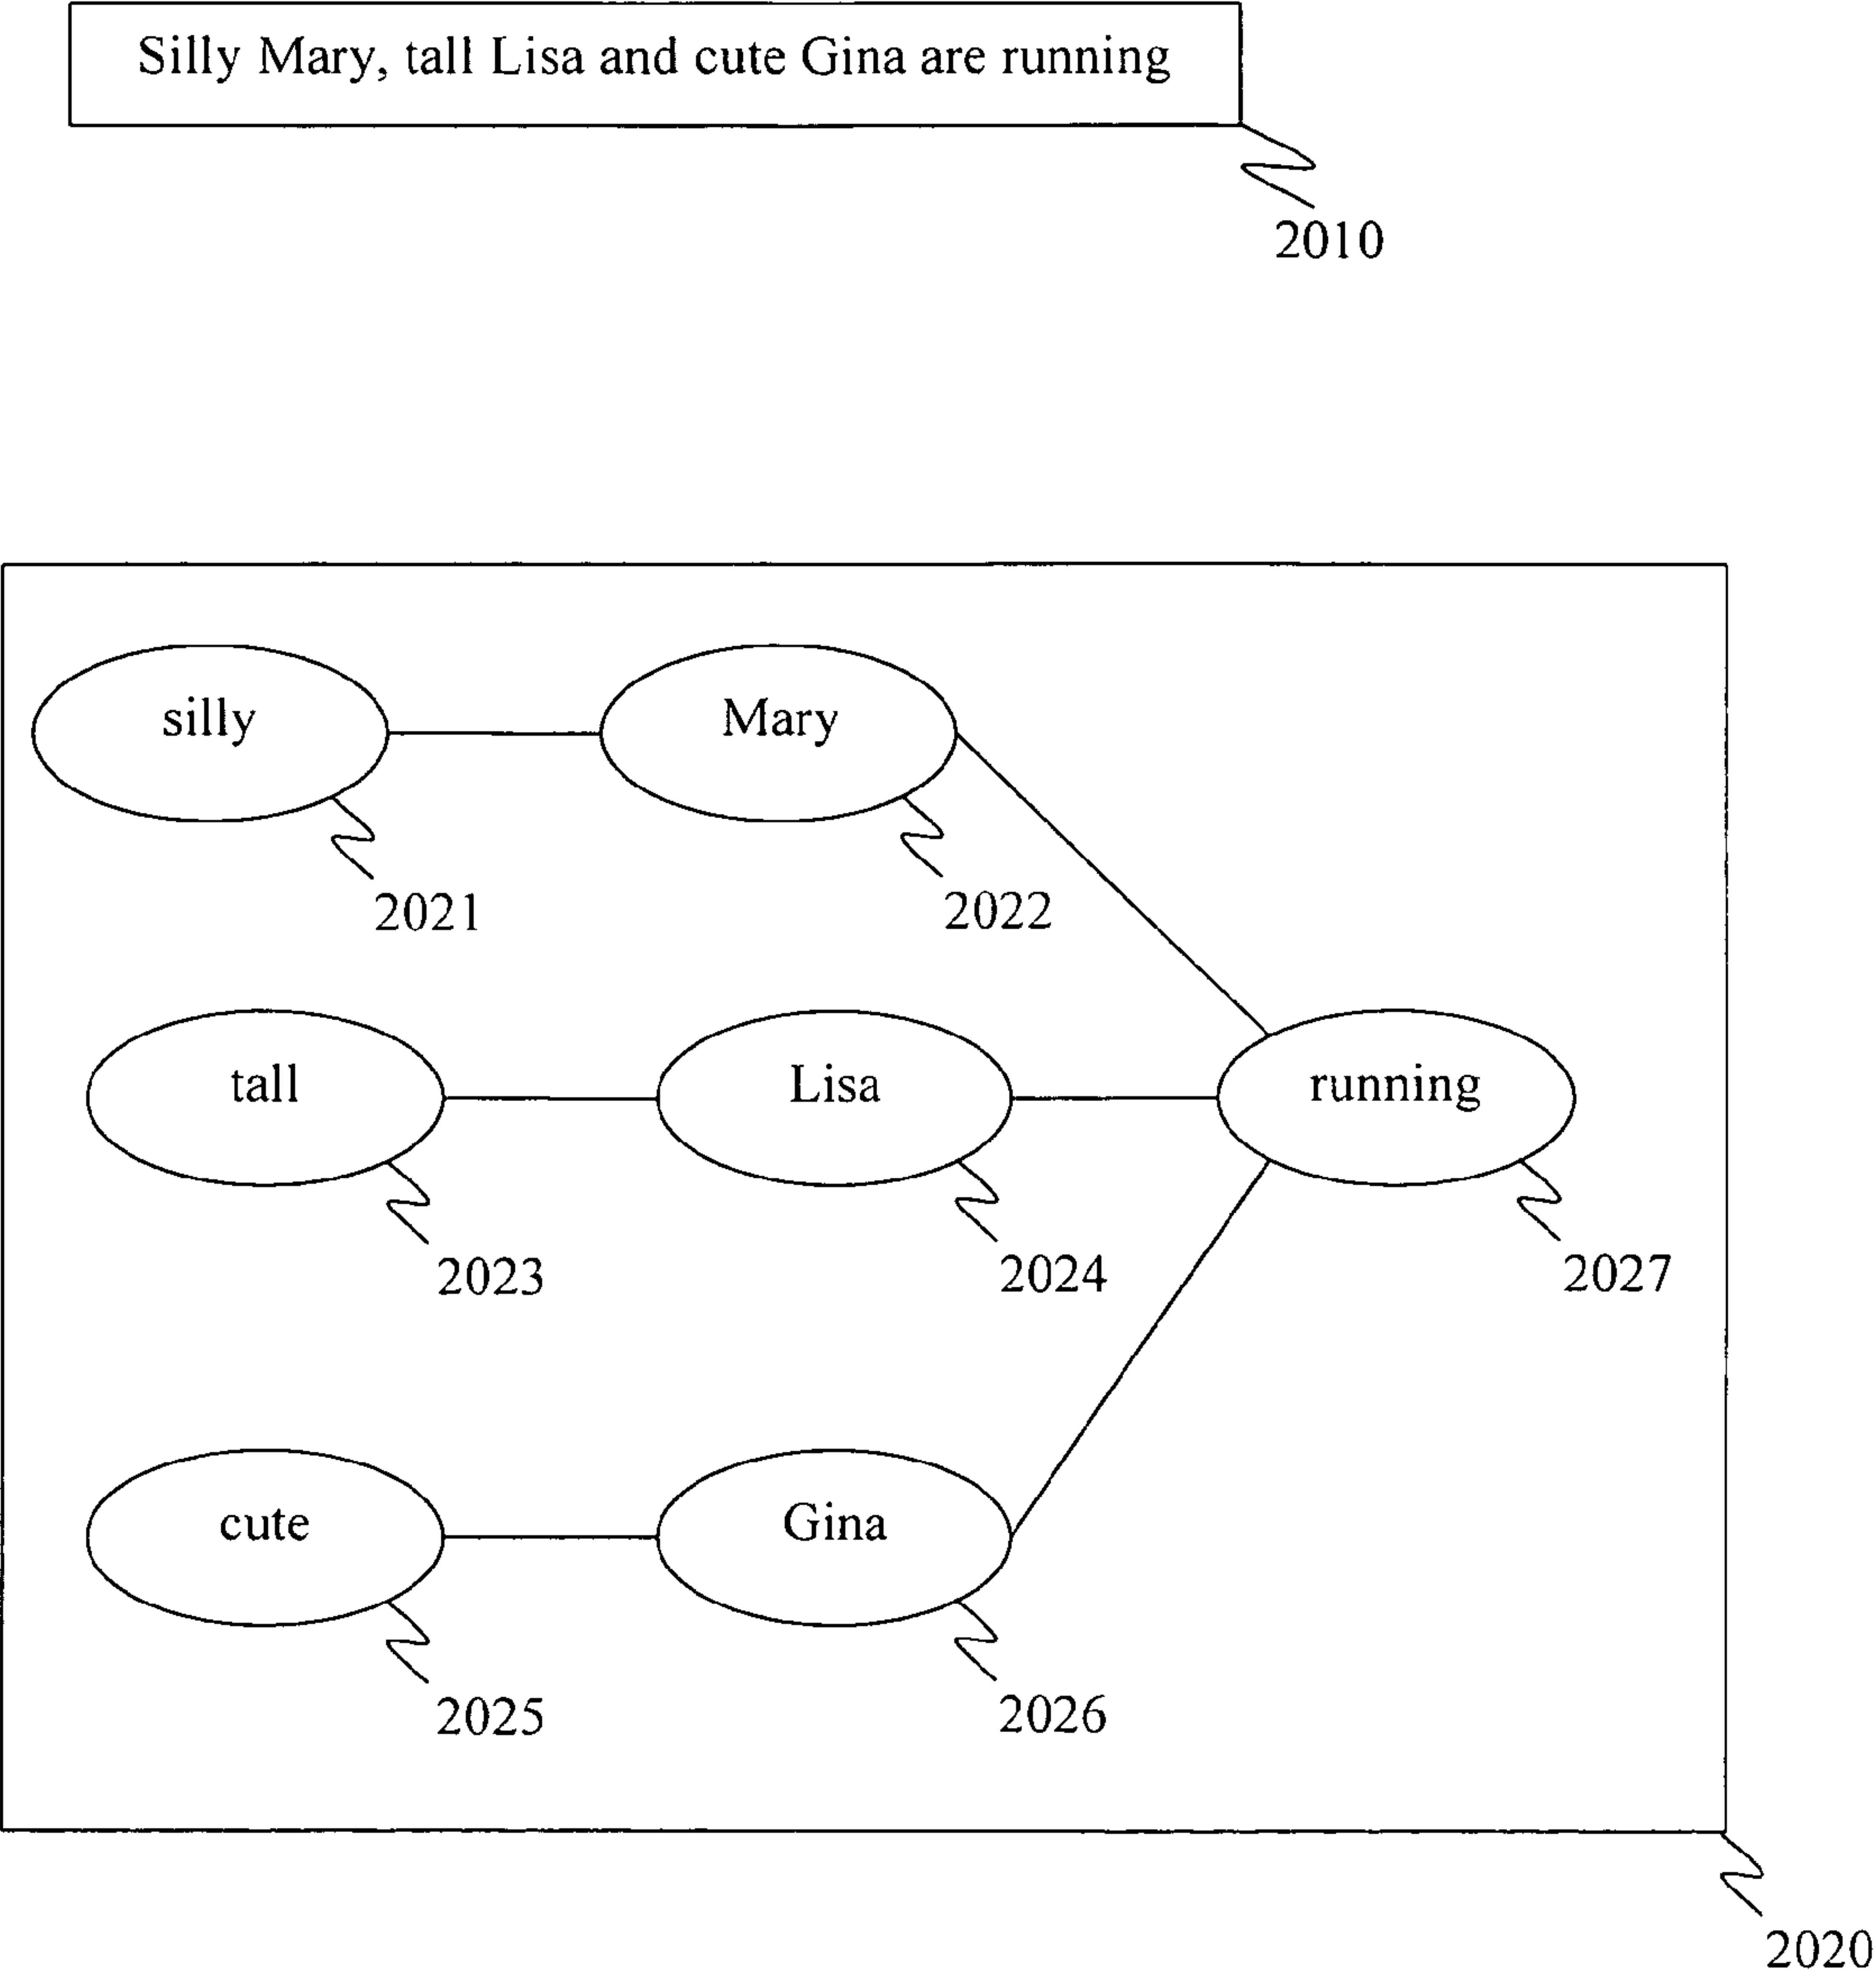 Silly Mary, tall Lisa and cute Gina are running
2010
silly
Mary
2021
2022
tall
Lisa
running
2023
2024
2027
cute
Gina
2025
2026
2020